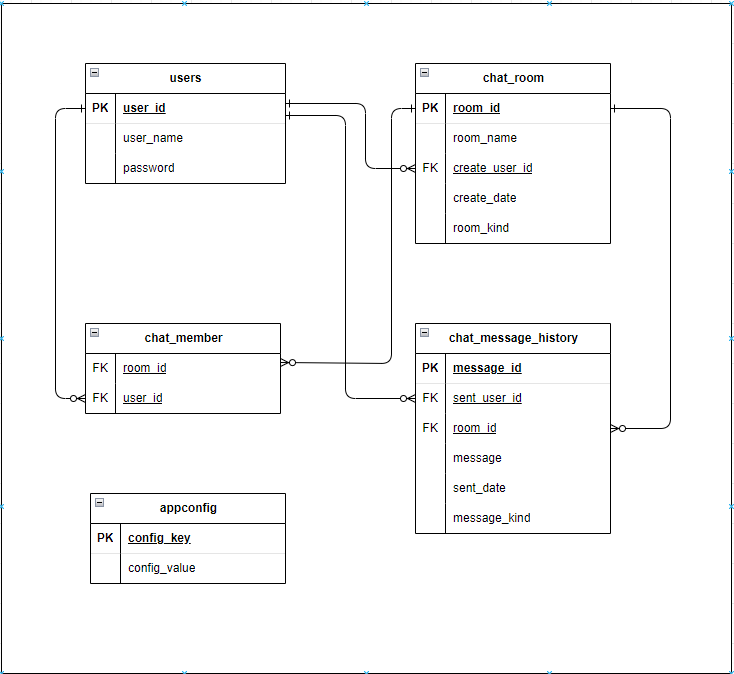 users
PK user_id
user_name
password
chat_room
PK room_id
room_name
FK create_user_id
create_date
room_kind
chat_member
FK room_id
FK user_id
chat_message_history
PK message_id
FK sent_user_id
FK room_id
message
sent_date
message_kind
appconfig
PK config_key
config_value